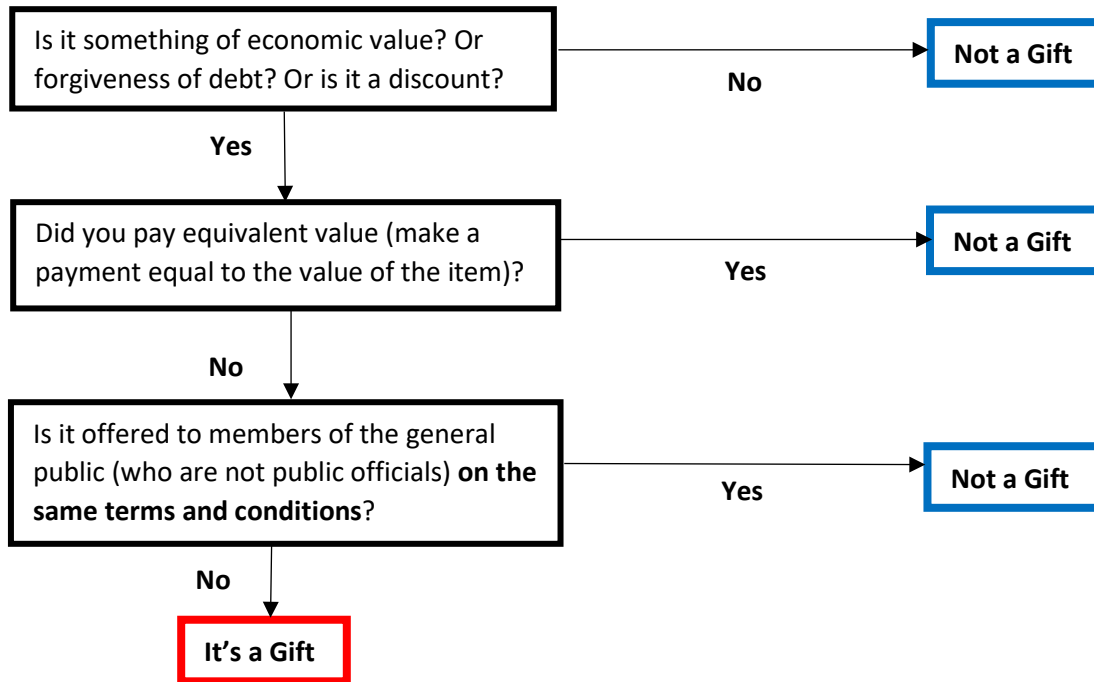 Is it something of economic value? Or
forgiveness of debt? Or is it a discount?
No
Not a Gift
Yes
Did you pay equivalent value (make a
payment equal to the value of the item)?
Yes
Not a Gift
No
Is it offered to members of the general
public (who are not public officials) on the
same terms and conditions?
Yes
Not a Gift
No
It’s a Gift